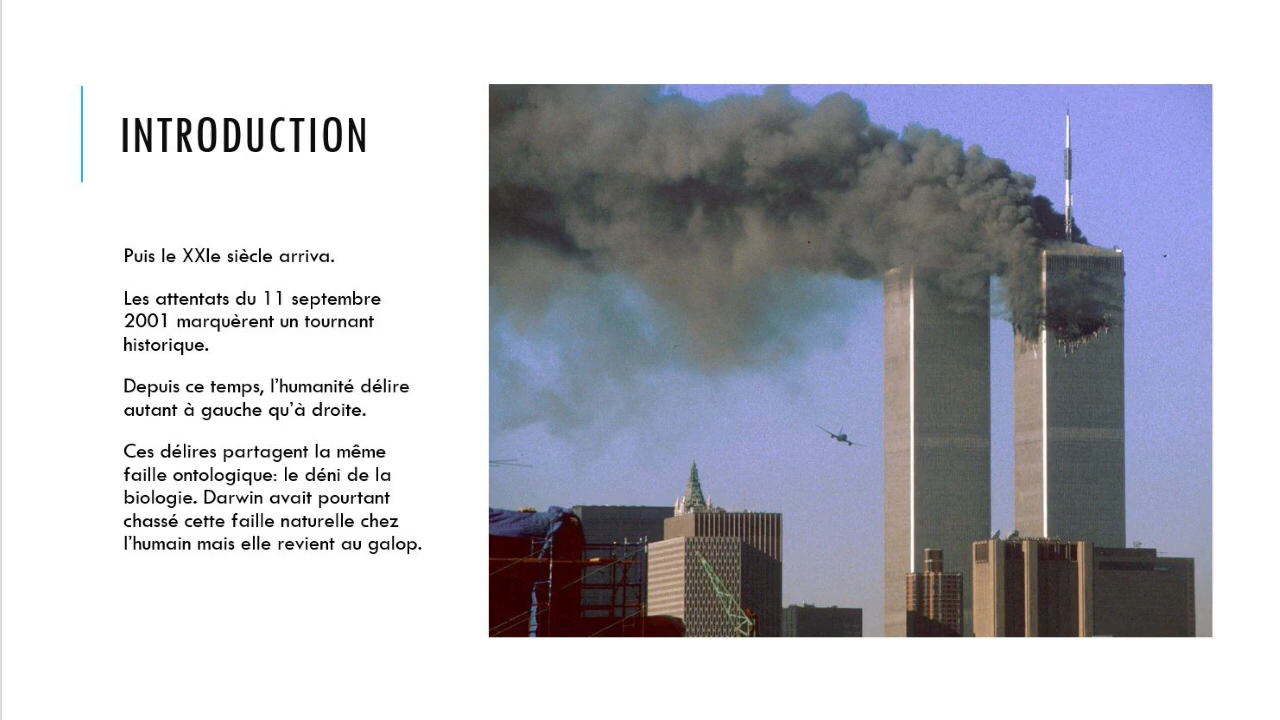 INTRODUCTION
Puis le XXIe siècle arriva.
Les attentats du 11 septembre
2001 marquèrent un tournant
historique.
Depuis ce temps, l’humanité délire
autant à gauche qu’à droite.
Ces délires partagent la même
faille ontologique: le déni de la
biologie. Darwin avait pourtant
chassé cette faille naturelle chez
l’humain mais elle revient au galop.